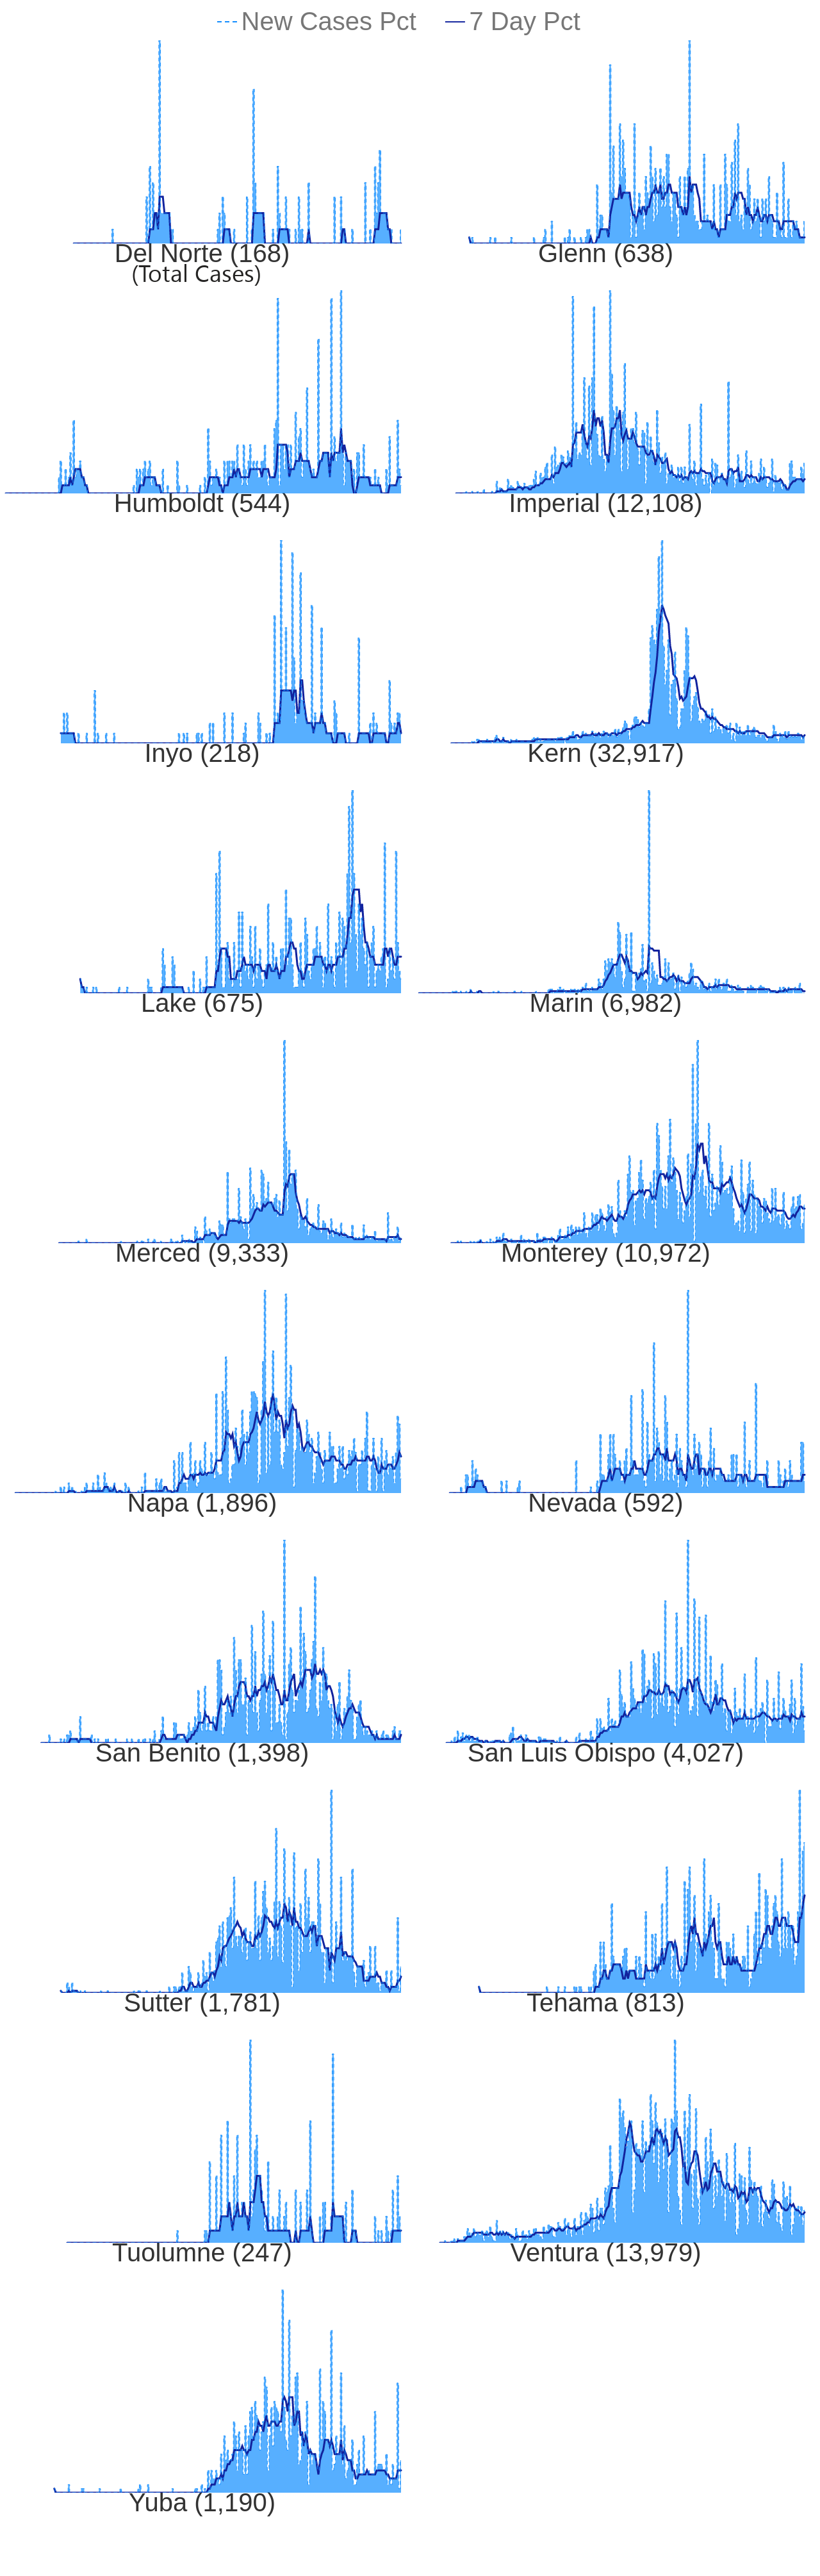 New Cases Pct 7 Day Pct
Del Norte (168) Glenn (638)
(Total Cases)
Humboldt (544) Imperial (12,108)
Inyo (218) Kern (32,917)
Lake (675) Marin (6,982)
Merced (9,333) Monterey (10,972)
Napa (1,896) Nevada (592)
San Benito (1,398) San Luis Obispo (4,027)
Sutter (1,781) Tehama (813)
Tuolumne (247) Ventura (13,979)
Yuba (1,190)